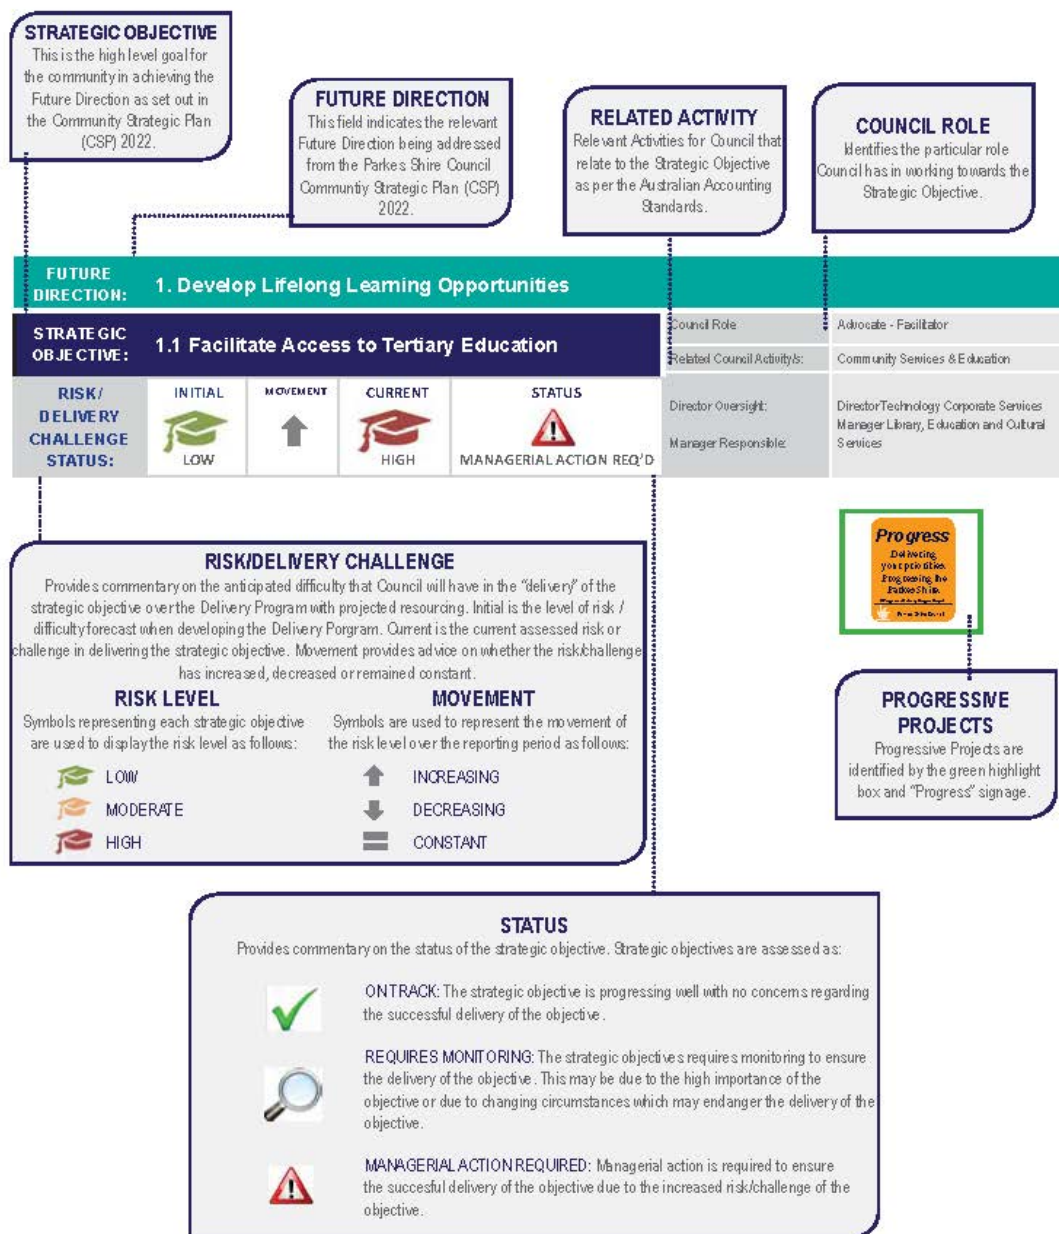 STRATEGIC OBJECTIVE
This is the high level goal for
the community in achieving the
Future Direction as set out in
the Community Strategic Plan
(CSP) 2022.
FUTURE DIRECTION
This field indicates the relevant
Future Direction being addressed
from the Parkes Shire Council
Communtiy Strategic Plan (CSP)
2022.
RELATED ACTIVITY
Relevant Activities for Council that
relate to the Strategic Objective
as per the Australian Accounting
Standards.
COUNCIL ROLE
Identifies the particular role
Council has in working towards the
Strategic Objective.
FUTURE
DIRECTION:
1. Develop Lifelong Learning Opportunities
STRATEGIC
OBJECTIVE:
1.1 Facilitate Access to Tertiary Education
Council Role
Advocate - Facilitator
Related Council Activity/s:
Community Services & Education
RISK/
DELIVERY
CHALLENGE
STATUS:
INITIAL
LOW
MOVEMENT
CURRENT
HIGH
STATUS
MANAGERIAL ACTION REQ'D
Director Oversight:
Manager Responsible:
Director Technology Corporate Services
Manager Library, Education and Cultural
Services
Progress
Delivering
your priorities.
Progressing the
Parkes Shire.
RISK/DELIVERY CHALLENGE
Provides commentary on the anticipated difficulty that Council will have in the "delivery" of the
strategic objective over the Delivery Program with projected resourcing. Initial is the level of risk /
difficulty forecast when developing the Delivery Porgram. Current is the current assessed risk or
challenge in delivering the strategic objective. Movement provides advice on whether the risk/challenge
has increased, decreased or remained constant.
RISK LEVEL
Symbols representing each strategic objective
are used to display the risk level as follows:
LOW
MODERATE
HIGH
MOVEMENT
Symbols are used to represent the movement of
the risk level over the reporting period as follows:
INCREASING
DECREASING
CONSTANT
PROGRESSIVE
PROJECTS
Progressive Projects are
identified by the green highlight
box and "Progress" signage.
STATUS
Provides commentary on the status of the strategic objective. Strategic objectives are assessed as:
ON TRACK: The strategic objective is progressing well with no concerns regarding
the successful delivery of the objective.
REQUIRES MONITORING: The strategic objectives requires monitoring to ensure
the delivery of the objective. This may be due to the high importance of the
objective or due to changing circumstances which may endanger the delivery of the
objective.
MANAGERIAL ACTION REQUIRED: Managerial action is required to ensure
the succesful delivery of the objective due to the increased risk/challenge of the
objective.